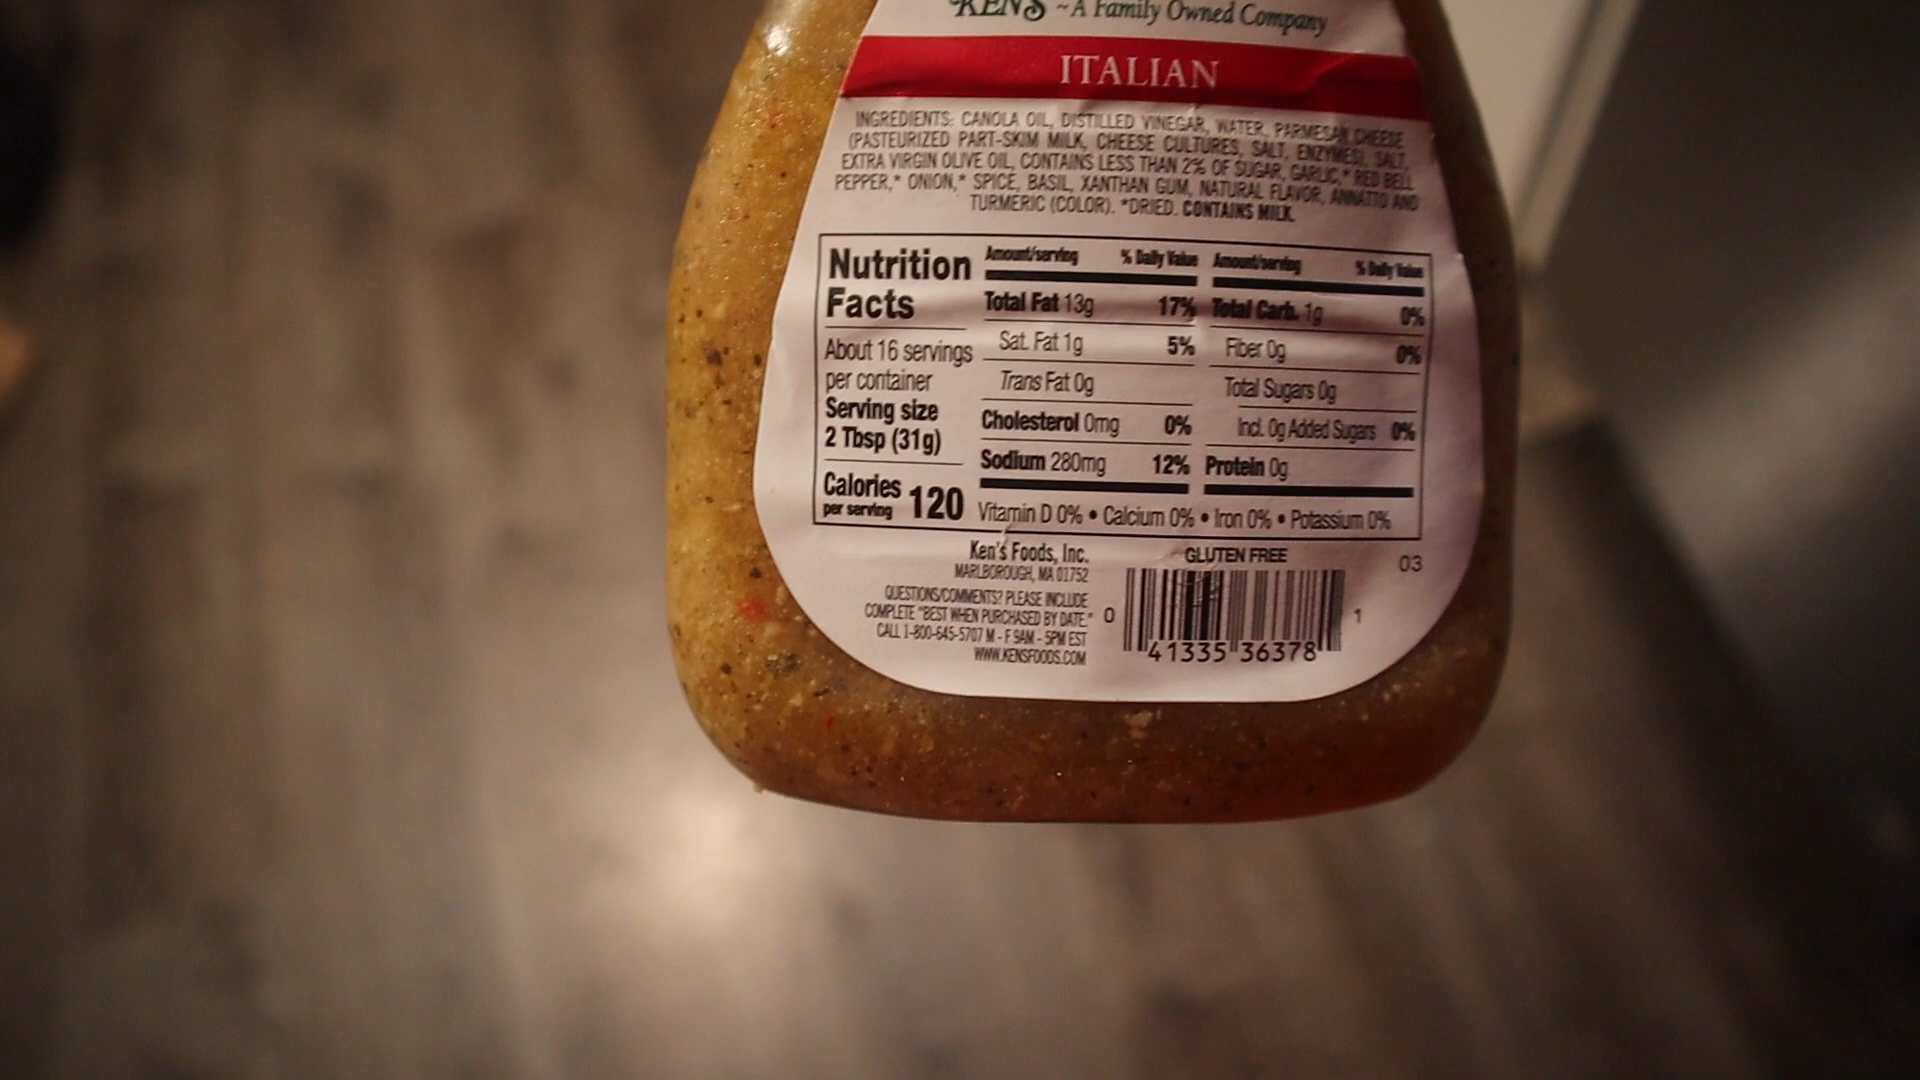 KEN'S ~A Family Owned Company
ITALIAN
INGREDIENTS: CANOLA OIL, DISTILLED VINEGAR, WATER, PARMESAN CHEESE
(PASTEURIZED PART-SKIM MILK, CHEESE CULTURES, SALT, ENZYMES), SALT,
EXTRA VIRGIN OLIVE OIL, CONTAINS LESS THAN 2% OF SUGAR, GARLIC,* RED BELL
PEPPER,* ONION,* SPICE, BASIL, XANTHAN GUM, NATURAL FLAVOR, ANNATTO AND
TURMERIC (COLOR). *DRIED. CONTAINS MILK.
Nutrition
Facts
About 16 servings
per container
Serving size
2 Tbsp (31g)
Calories
per serving 120
Amount/serving % Daily Value
Total Fat 13g 17%
Sat. Fat 1g 5%
Trans Fat 0g
Cholesterol 0mg 0%
Sodium 280mg 12%
Amount/serving % Daily Value
Total Carb. 1g 0%
Fiber 0g 0%
Total Sugars 0g
Incl. 0g Added Sugars 0%
Protein 0g
Vitamin D 0% • Calcium 0% • Iron 0% • Potassium 0%
Ken's Foods, Inc.
MARLBOROUGH, MA 01752
QUESTIONS/COMMENTS? PLEASE INCLUDE
COMPLETE "BEST WHEN PURCHASED BY DATE."
CALL 1-800-645-5707 M - F 9AM - 5PM EST
WWW.KENSFOODS.COM
GLUTEN FREE
03
0 41335 36378 1